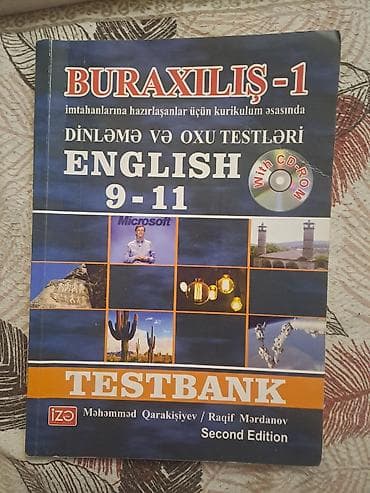 BURAXILIŞ-1
imtahanlarına hazırlaşanlar üçün kurikulum əsasında
DİNLƏMƏ VƏ OXU TESTLƏRİ
ENGLISH
With CD-ROM
9-11
Microsoft
TESTBANK
izə Məhəmməd Qarakişiyev / Raqif Mərdanov
Second Edition